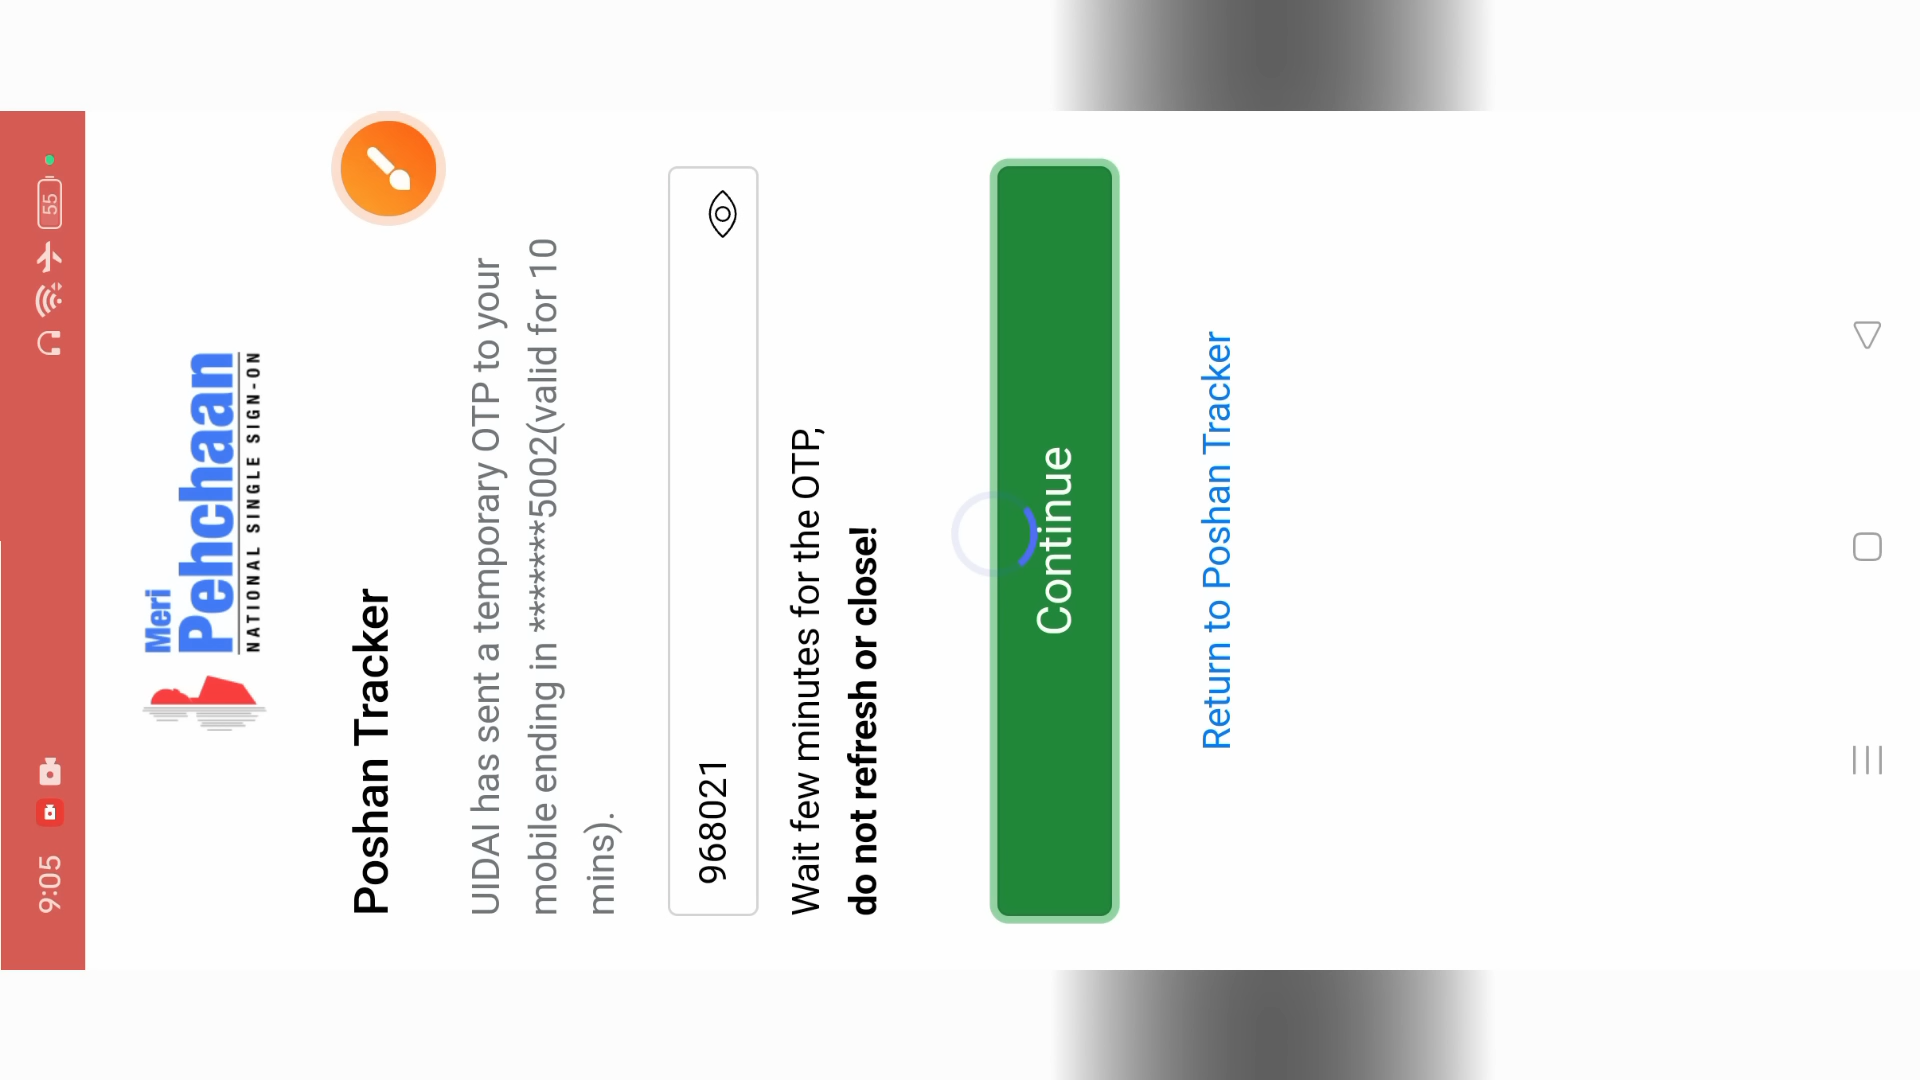 9:05
55
Meri
Pehchaan
NATIONAL SINGLE SIGN-ON
Poshan Tracker
UIDAI has sent a temporary OTP to your
mobile ending in ********5002(valid for 10
mins).
968021
Wait few minutes for the OTP,
do not refresh or close!
Continue
Return to Poshan Tracker